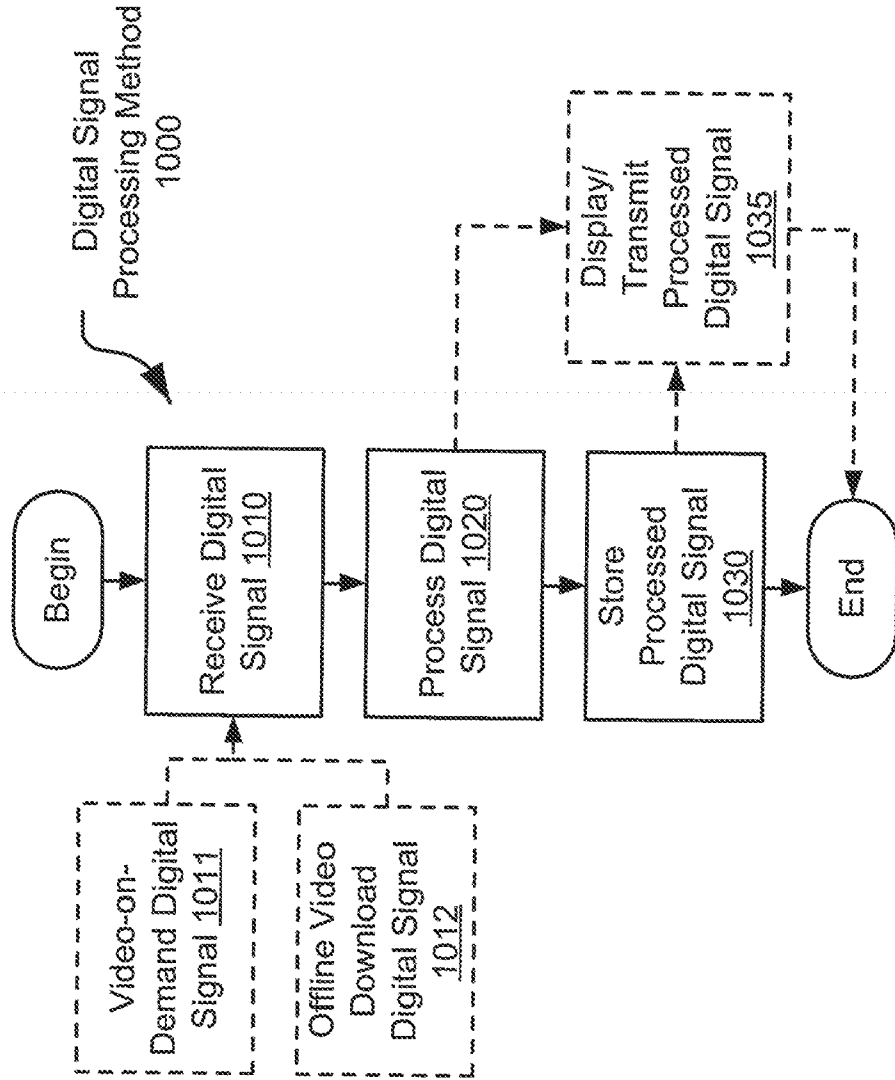 Digital Signal
Processing Method
1000
Begin
Video-on-
Demand Digital
Signal 1011
Receive Digital
Signal 1010
Offline Video
Download
Digital Signal
1012
Process Digital
Signal 1020
Store
Processed
Digital Signal
1030
Display/
Transmit
Processed
Digital Signal
1035
End